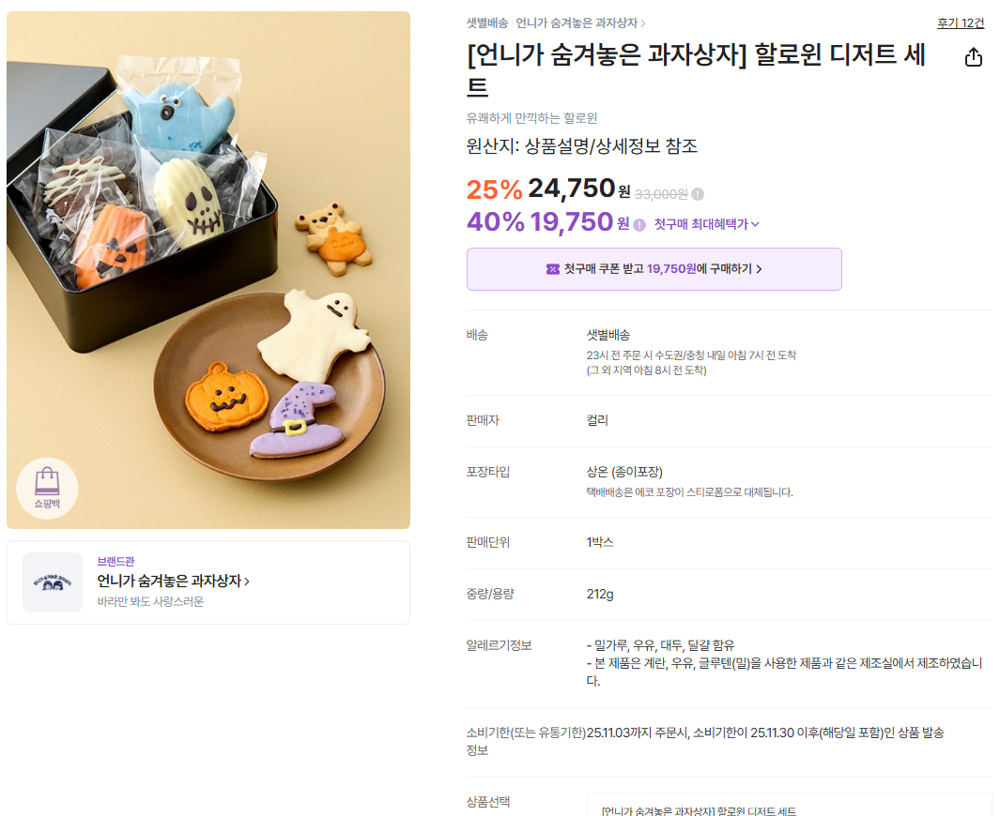 샛별배송 언니가 숨겨놓은 과자상자
후기 12건
[언니가 숨겨놓은 과자상자] 할로윈 디저트 세
트
유쾌하게 만끽하는 할로윈
원산지: 상품설명/상세정보 참조
25% 24,750원 33,000원
40% 19,750원 첫구매 최대혜택가
첫구매 쿠폰 받고 19,750원에 구매하기
배송
샛별배송
23시 전 주문 시 수도권/충청 내일 아침 7시 전 도착
(그 외 지역 아침 8시 전 도착)
판매자
컬리
포장타입
상온 (종이포장)
택배배송은 에코 포장이 스티로폼으로 대체됩니다.
판매단위
1박스
중량/용량
212g
알레르기정보
- 밀가루, 우유, 대두, 달걀 함유
- 본 제품은 계란, 우유, 글루텐(밀)을 사용한 제품과 같은 제조실에서 제조하였습니
다.
소비기한(또는 유통기한)
정보
25.11.03까지 주문시, 소비기한이 25.11.30 이후(해당일 포함)인 상품 발송
상품선택
[언니가 숨겨놓은 과자상자] 할로윈 디저트 세트
쇼핑백
언니가 숨겨놓은 과자상자
브랜드관
언니가 숨겨놓은 과자상자
바라만 봐도 사랑스러운